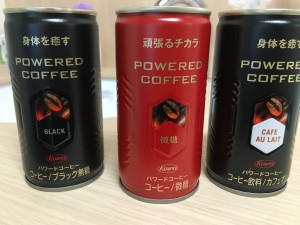 身体を癒す
POWERED
COFFEE
BLACK
Kowa
パワードコーヒー
コーヒー/ブラック無糖
頑張るチカラ
POWERED
COFFEE
微糖
Kowa
パワードコーヒー
コーヒー/微糖
身体を癒す
POWERED
COFFEE
CAFE
AU LAIT
Kowa
パワードコーヒー
コーヒー飲料/カフェ